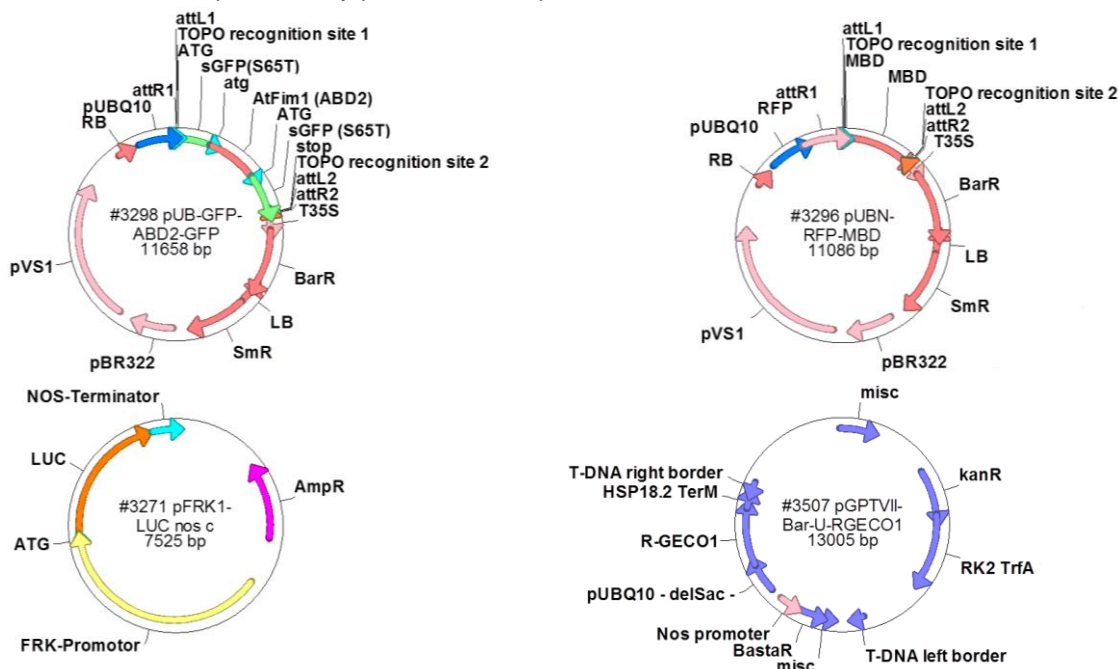 attL1
TOPO recognition site 1
ATG
sGFP(S65T)
atg
attR1
AtFim1 (ABD2)
pUBQ10
ATG
RB
sGFP (S65T)
stop
TOPO recognition site 2
attL2
attR2
T35S
#3298 pUB-GFP-
ABD2-GFP
11658 bp
pVS1
BarR
LB
SmR
pBR322
attL1
TOPO recognition site 1
MBD
MBD
attR1
TOPO recognition site 2
RFP
attL2
attR2
pUBQ10
T35S
RB
BarR
#3296 pUBN-
RFP-MBD
11086 bp
LB
pVS1
SmR
pBR322
NOS-Terminator
LUC
AmpR
#3271 pFRK1-
LUC nos c
7525 bp
ATG
FRK-Promotor
misc
T-DNA right border
kanR
HSP18.2 TerM
#3507 pGPTVII-
Bar-U-RGECO1
13005 bp
R-GECO1
RK2 TrfA
pUBQ10 - delSac -
Nos promoter
BastaR
misc
T-DNA left border